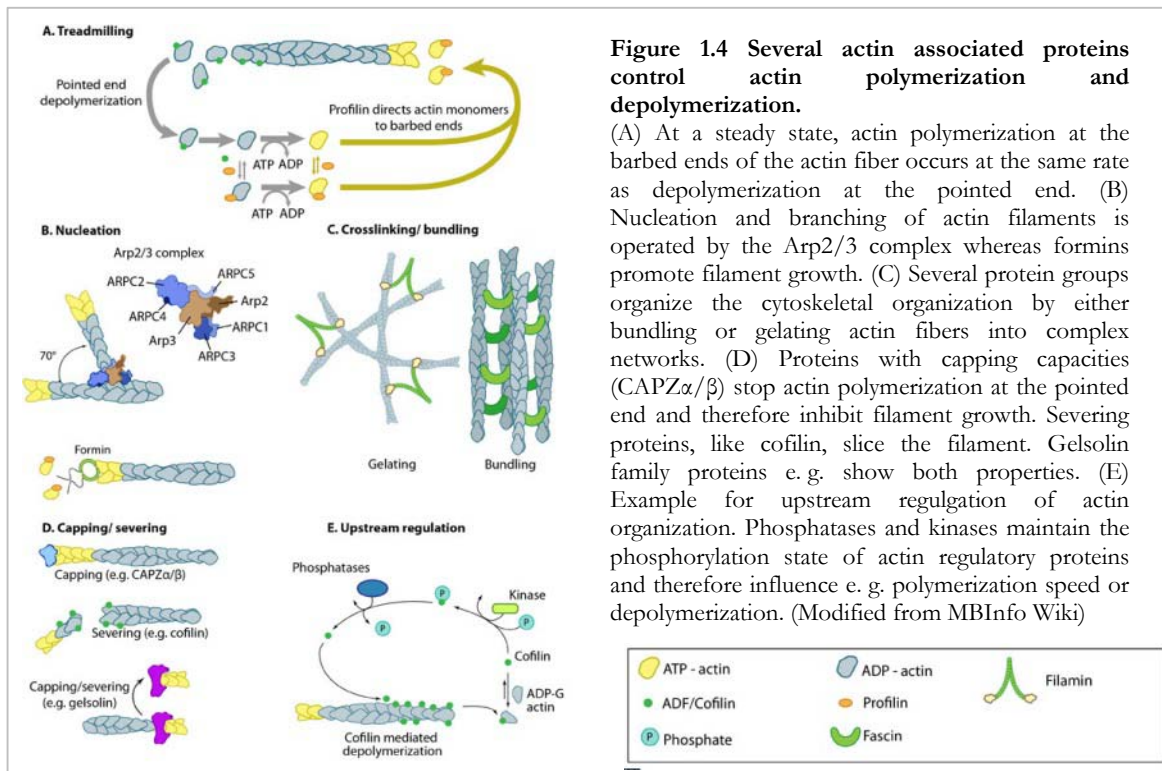 A. Treadmilling
Pointed end
depolymerization
Profilin directs actin monomers
to barbed ends
ATP ADP
ATP ADP
B. Nucleation
Arp2/3 complex
ARPC2
ARPC5
Arp2
ARPC4
ARPC1
Arp3
ARPC3
70°
Formin
C. Crosslinking/ bundling
Gelating
Bundling
D. Capping/ severing
Capping (e.g. CAPZα/β)
Severing (e.g. cofilin)
Capping/severing
(e.g. gelsolin)
E. Upstream regulation
Phosphatases
P
P
Kinase
P
Cofilin
ADP-G
actin
Cofilin mediated
depolymerization
Figure 1.4 Several actin associated proteins
control actin polymerization and
depolymerization.
(A) At a steady state, actin polymerization at the
barbed ends of the actin fiber occurs at the same rate
as depolymerization at the pointed end. (B)
Nucleation and branching of actin filaments is
operated by the Arp2/3 complex whereas formins
promote filament growth. (C) Several protein groups
organize the cytoskeletal organization by either
bundling or gelating actin fibers into complex
networks. (D) Proteins with capping capacities
(CAPZα/β) stop actin polymerization at the pointed
end and therefore inhibit filament growth. Severing
proteins, like cofilin, slice the filament. Gelsolin
family proteins e. g. show both properties. (E)
Example for upstream regulgation of actin
organization. Phosphatases and kinases maintain the
phosphorylation state of actin regulatory proteins
and therefore influence e. g. polymerization speed or
depolymerization. (Modified from MBInfo Wiki)
ATP - actin
ADP - actin
Filamin
ADF/Cofilin
Profilin
P Phosphate
Fascin